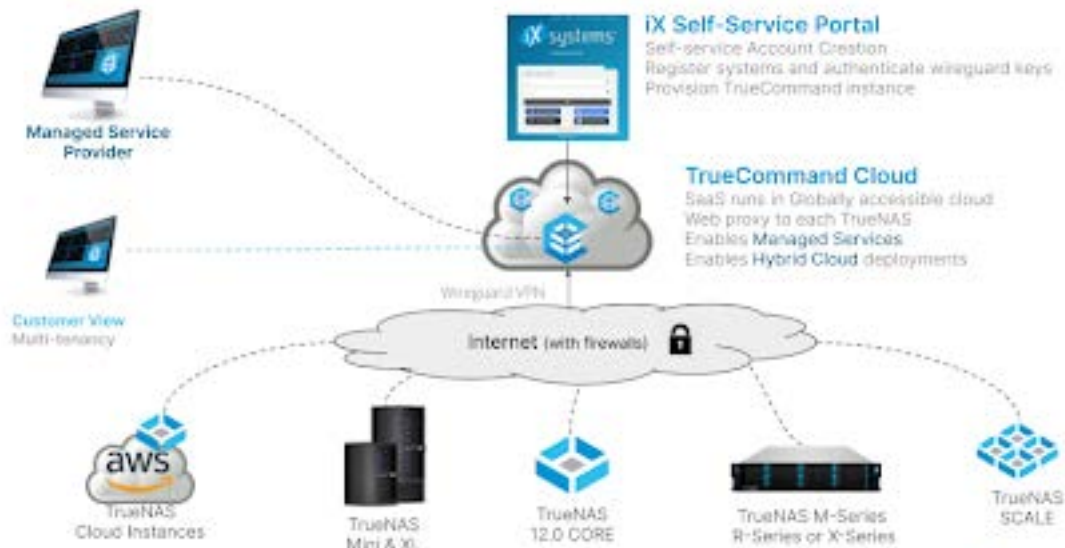 iX systems
iX Self-Service Portal
Self-service Account Creation
Register systems and authenticate wireguard keys
Provision TrueCommand instance
Managed Service
Provider
TrueCommand Cloud
SaaS runs in Globally accessible cloud
Web proxy to each TrueNAS
Enables Managed Services
Enables Hybrid Cloud deployments
Customer View
Multi-tenancy
Wireguard VPN
Internet (with firewalls)
aws
TrueNAS
Cloud Instances
TrueNAS
Mini & XL
TrueNAS
12.0 CORE
TrueNAS M-Series
R-Series or X-Series
TrueNAS
SCALE